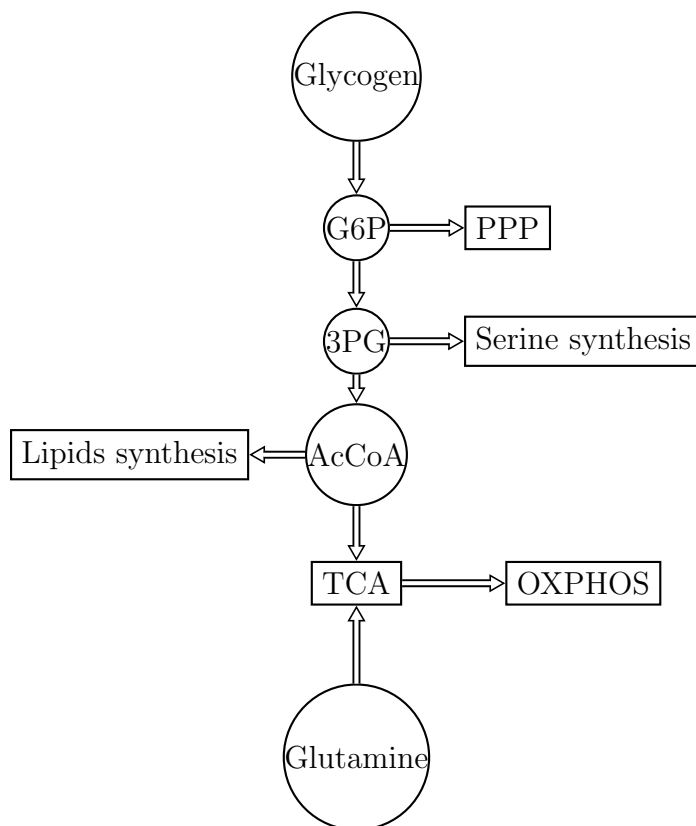 Glycogen
G6P
PPP
3PG
Serine synthesis
Lipids synthesis
AcCoA
TCA
OXPHOS
Glutamine